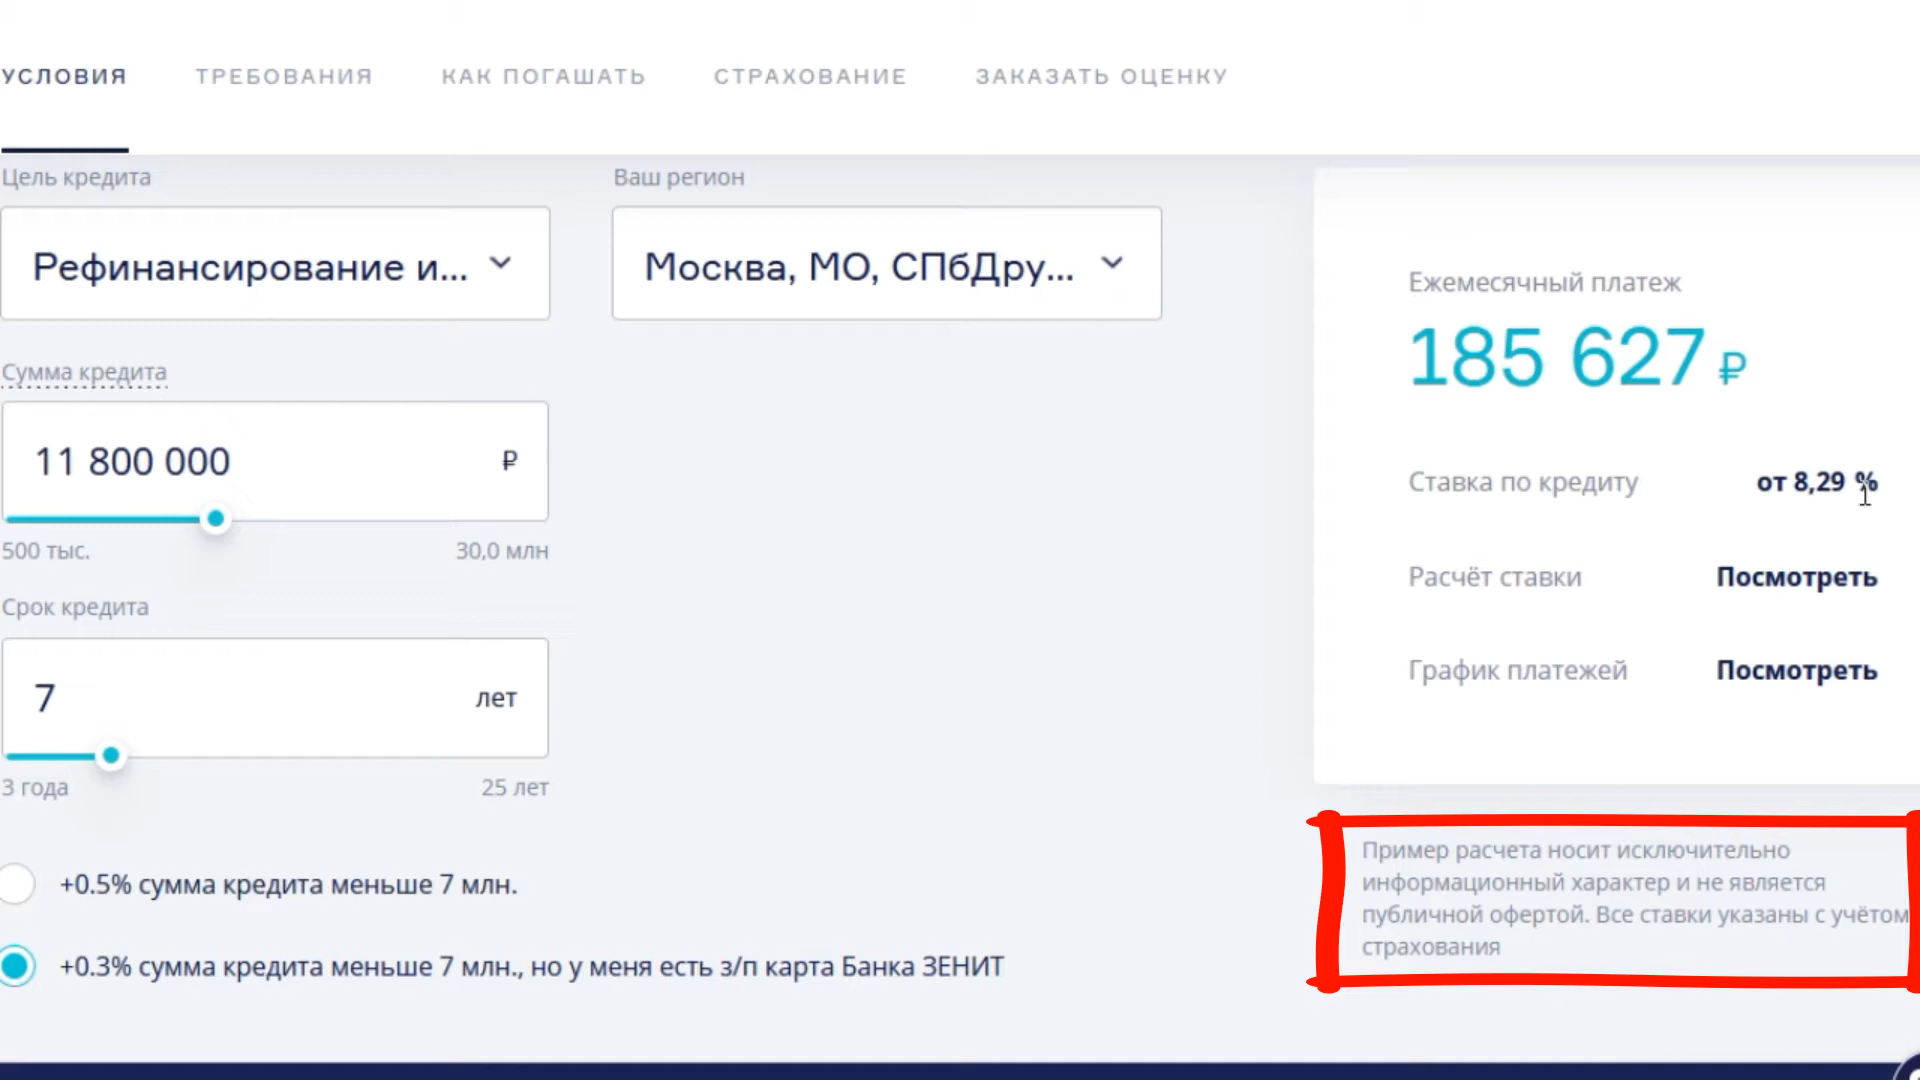 УСЛОВИЯ ТРЕБОВАНИЯ КАК ПОГАШАТЬ СТРАХОВАНИЕ ЗАКАЗАТЬ ОЦЕНКУ
Цель кредита
Рефинансирование и...
Ваш регион
Москва, МО, СПбДру...
Сумма кредита
11 800 000 ₽
500 тыс. 30,0 млн
Срок кредита
7 лет
3 года 25 лет
+0.5% сумма кредита меньше 7 млн.
+0.3% сумма кредита меньше 7 млн., но у меня есть з/п карта Банка ЗЕНИТ
Ежемесячный платеж
185 627 ₽
Ставка по кредиту от 8,29 %
Расчёт ставки Посмотреть
График платежей Посмотреть
Пример расчета носит исключительно
информационный характер и не является
публичной офертой. Все ставки указаны с учётом
страхования